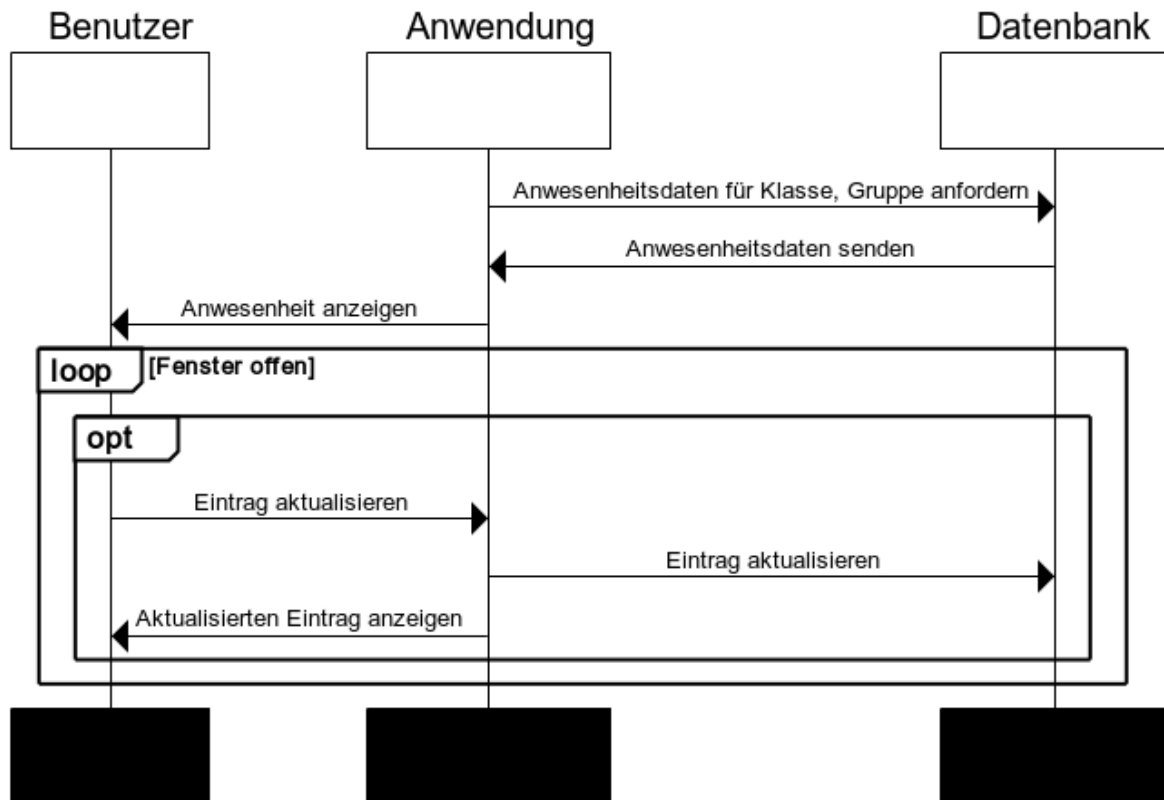 Benutzer
Anwendung
Datenbank
Anwesenheitsdaten für Klasse, Gruppe anfordern
Anwesenheitsdaten senden
Anwesenheit anzeigen
loop
[Fenster offen]
opt
Eintrag aktualisieren
Eintrag aktualisieren
Aktualisierten Eintrag anzeigen